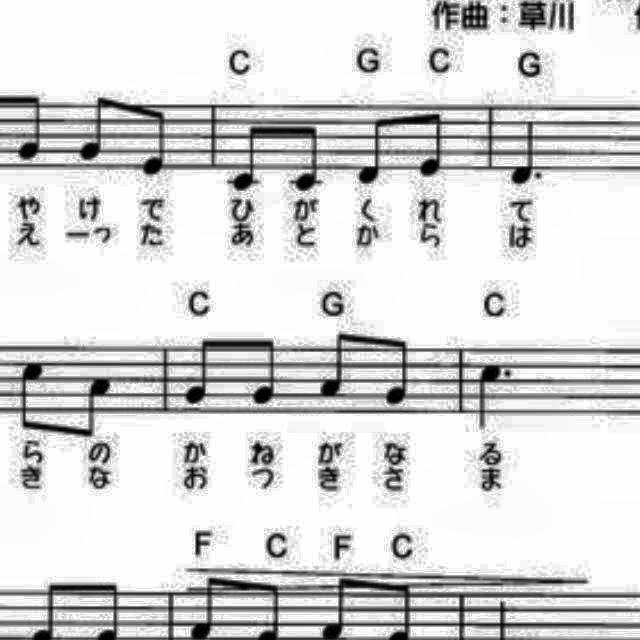 作曲：草川
C G C G
やけで ひがくれ て
えーった あとから は
C G C
らの かねがな る
きな おつきさ ま
F C F C